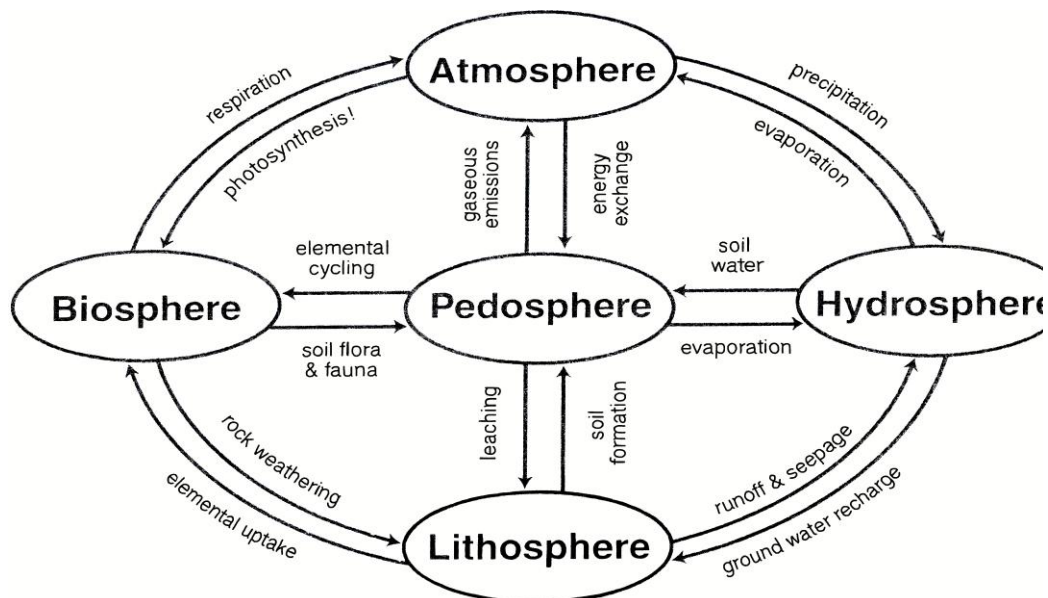 Atmosphere
respiration
photosynthesis!
precipitation
evaporation
gaseous
emissions
energy
exchange
elemental
cycling
soil
water
Biosphere
Pedosphere
Hydrosphere
soil flora
& fauna
evaporation
leaching
soil
formation
rock weathering
elemental uptake
runoff & seepage
ground water recharge
Lithosphere